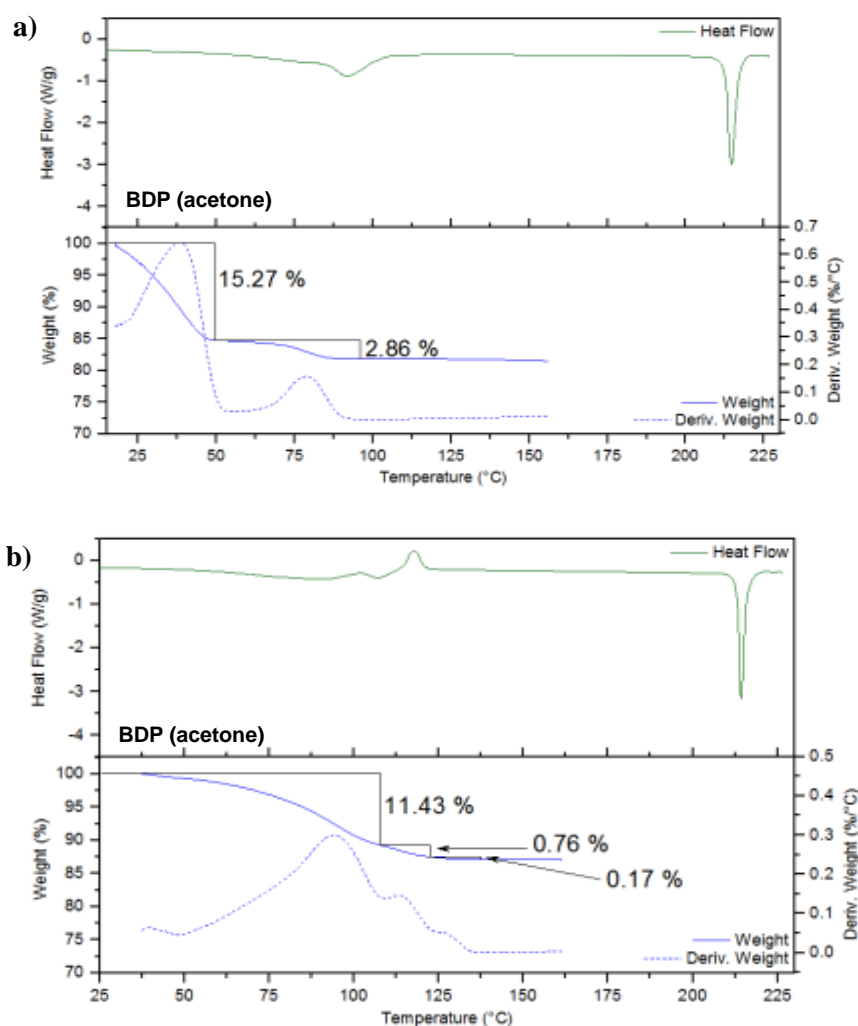 a)
Heat Flow
0
-1
-2
-3
-4
Heat Flow (W/g)
BDP (acetone)
100
95
90
85
80
75
70
Weight (%)
15.27 %
2.86 %
Weight
Deriv. Weight
0.7
0.6
0.5
0.4
0.3
0.2
0.1
0.0
Deriv. Weight (%/°C)
25 50 75 100 125 150 175 200 225
Temperature (°C)
b)
Heat Flow
0
-1
-2
-3
-4
Heat Flow (W/g)
BDP (acetone)
100
95
90
85
80
75
70
Weight (%)
11.43 %
0.76 %
0.17 %
Weight
Deriv. Weight
0.5
0.4
0.3
0.2
0.1
0.0
Deriv. Weight (%/°C)
25 50 75 100 125 150 175 200 225
Temperature (°C)